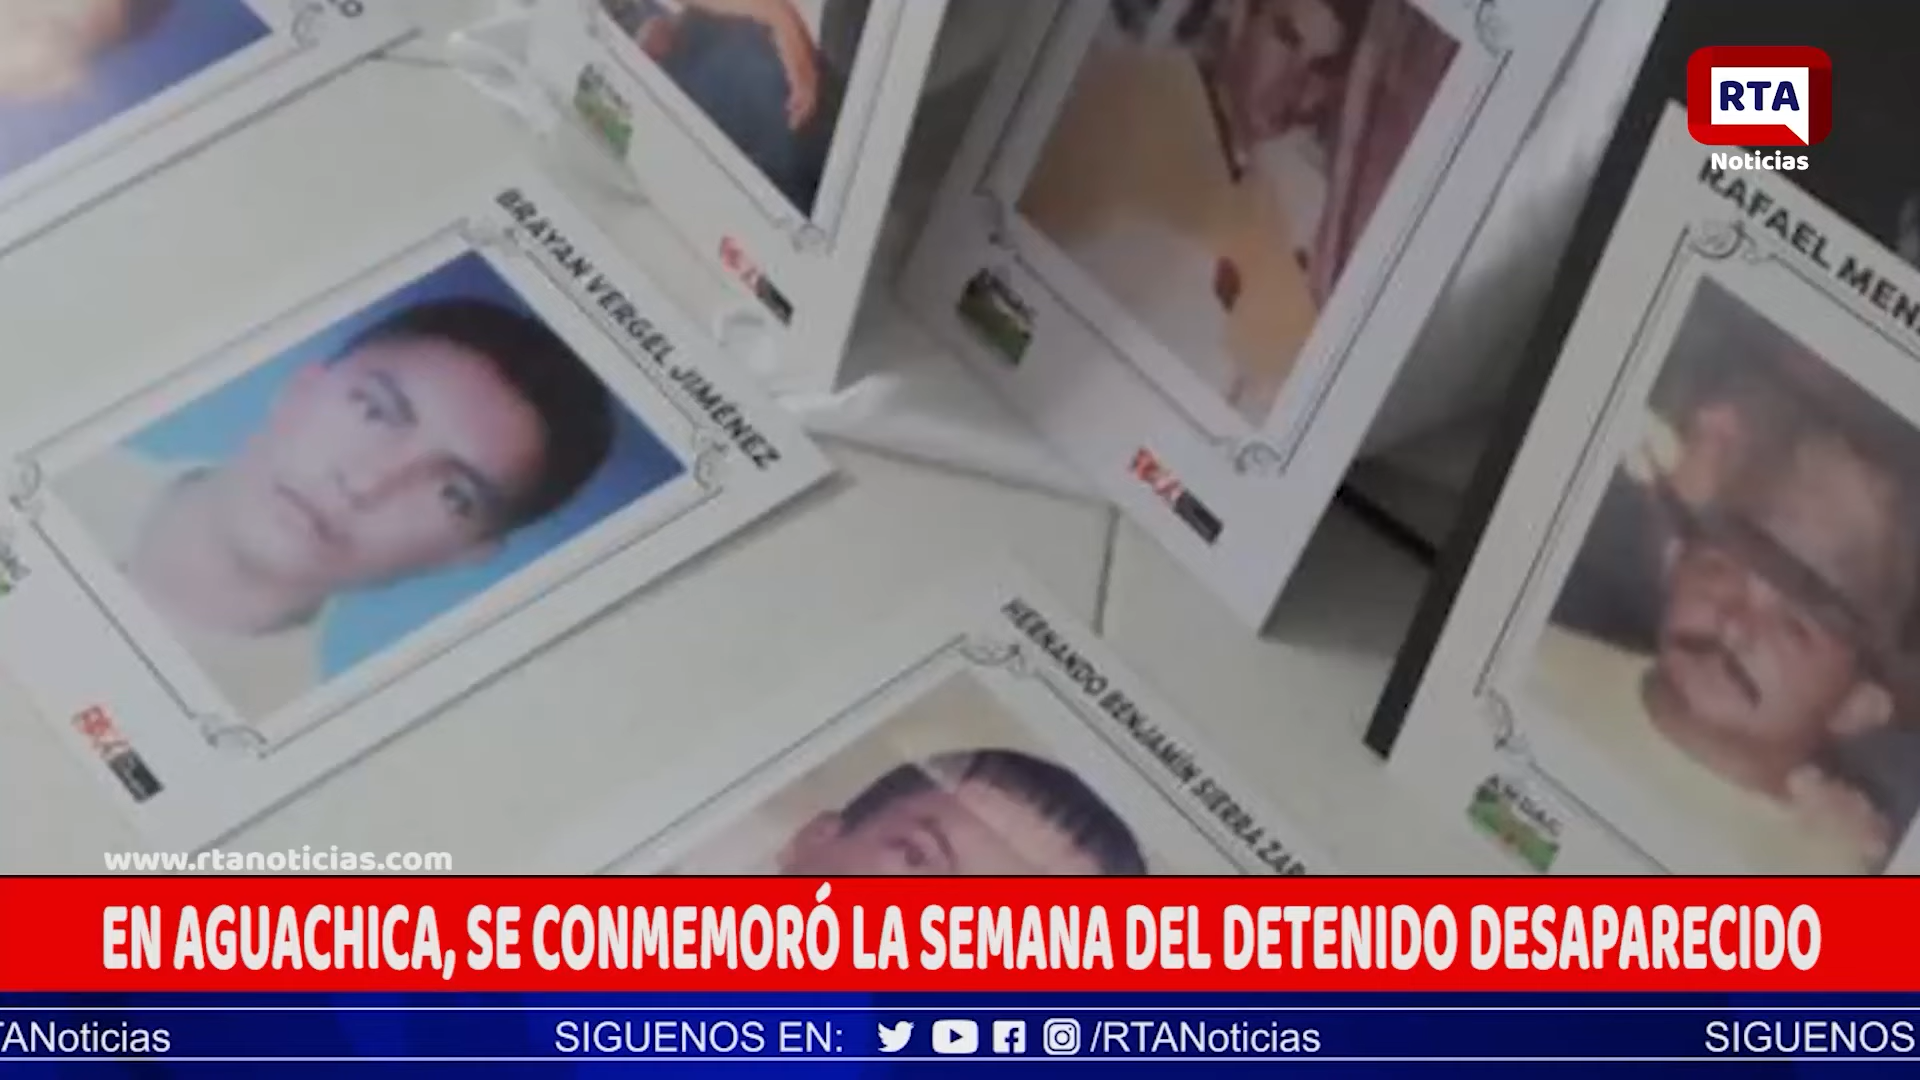 RTA
Noticias
BRAYAN VERGEL JIMÉNEZ
RAFAEL
HERNANDO BENJAMÍN SIERRA
www.rtanoticias.com
EN AGUACHICA, SE CONMEMORÓ LA SEMANA DEL DETENIDO DESAPARECIDO
TANoticias
SIGUENOS EN: /RTANoticias
SIGUENOS